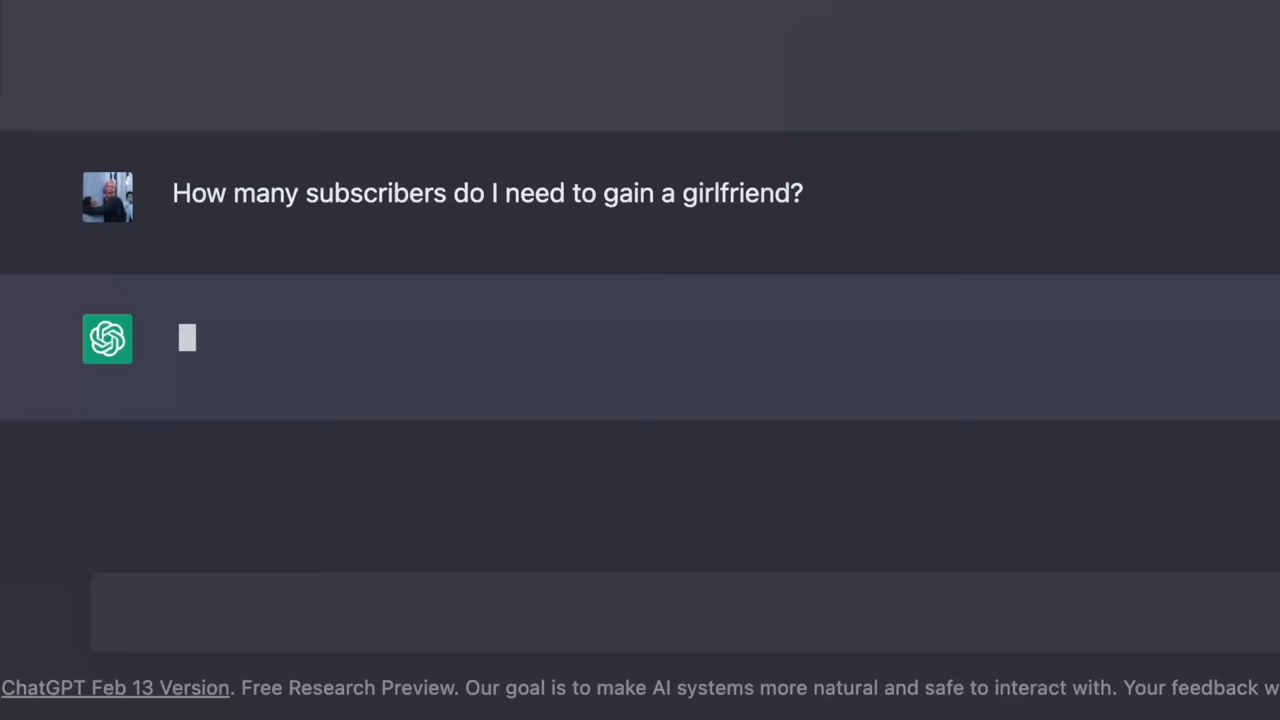 How many subscribers do I need to gain a girlfriend?
ChatGPT Feb 13 Version. Free Research Preview. Our goal is to make AI systems more natural and safe to interact with. Your feedback